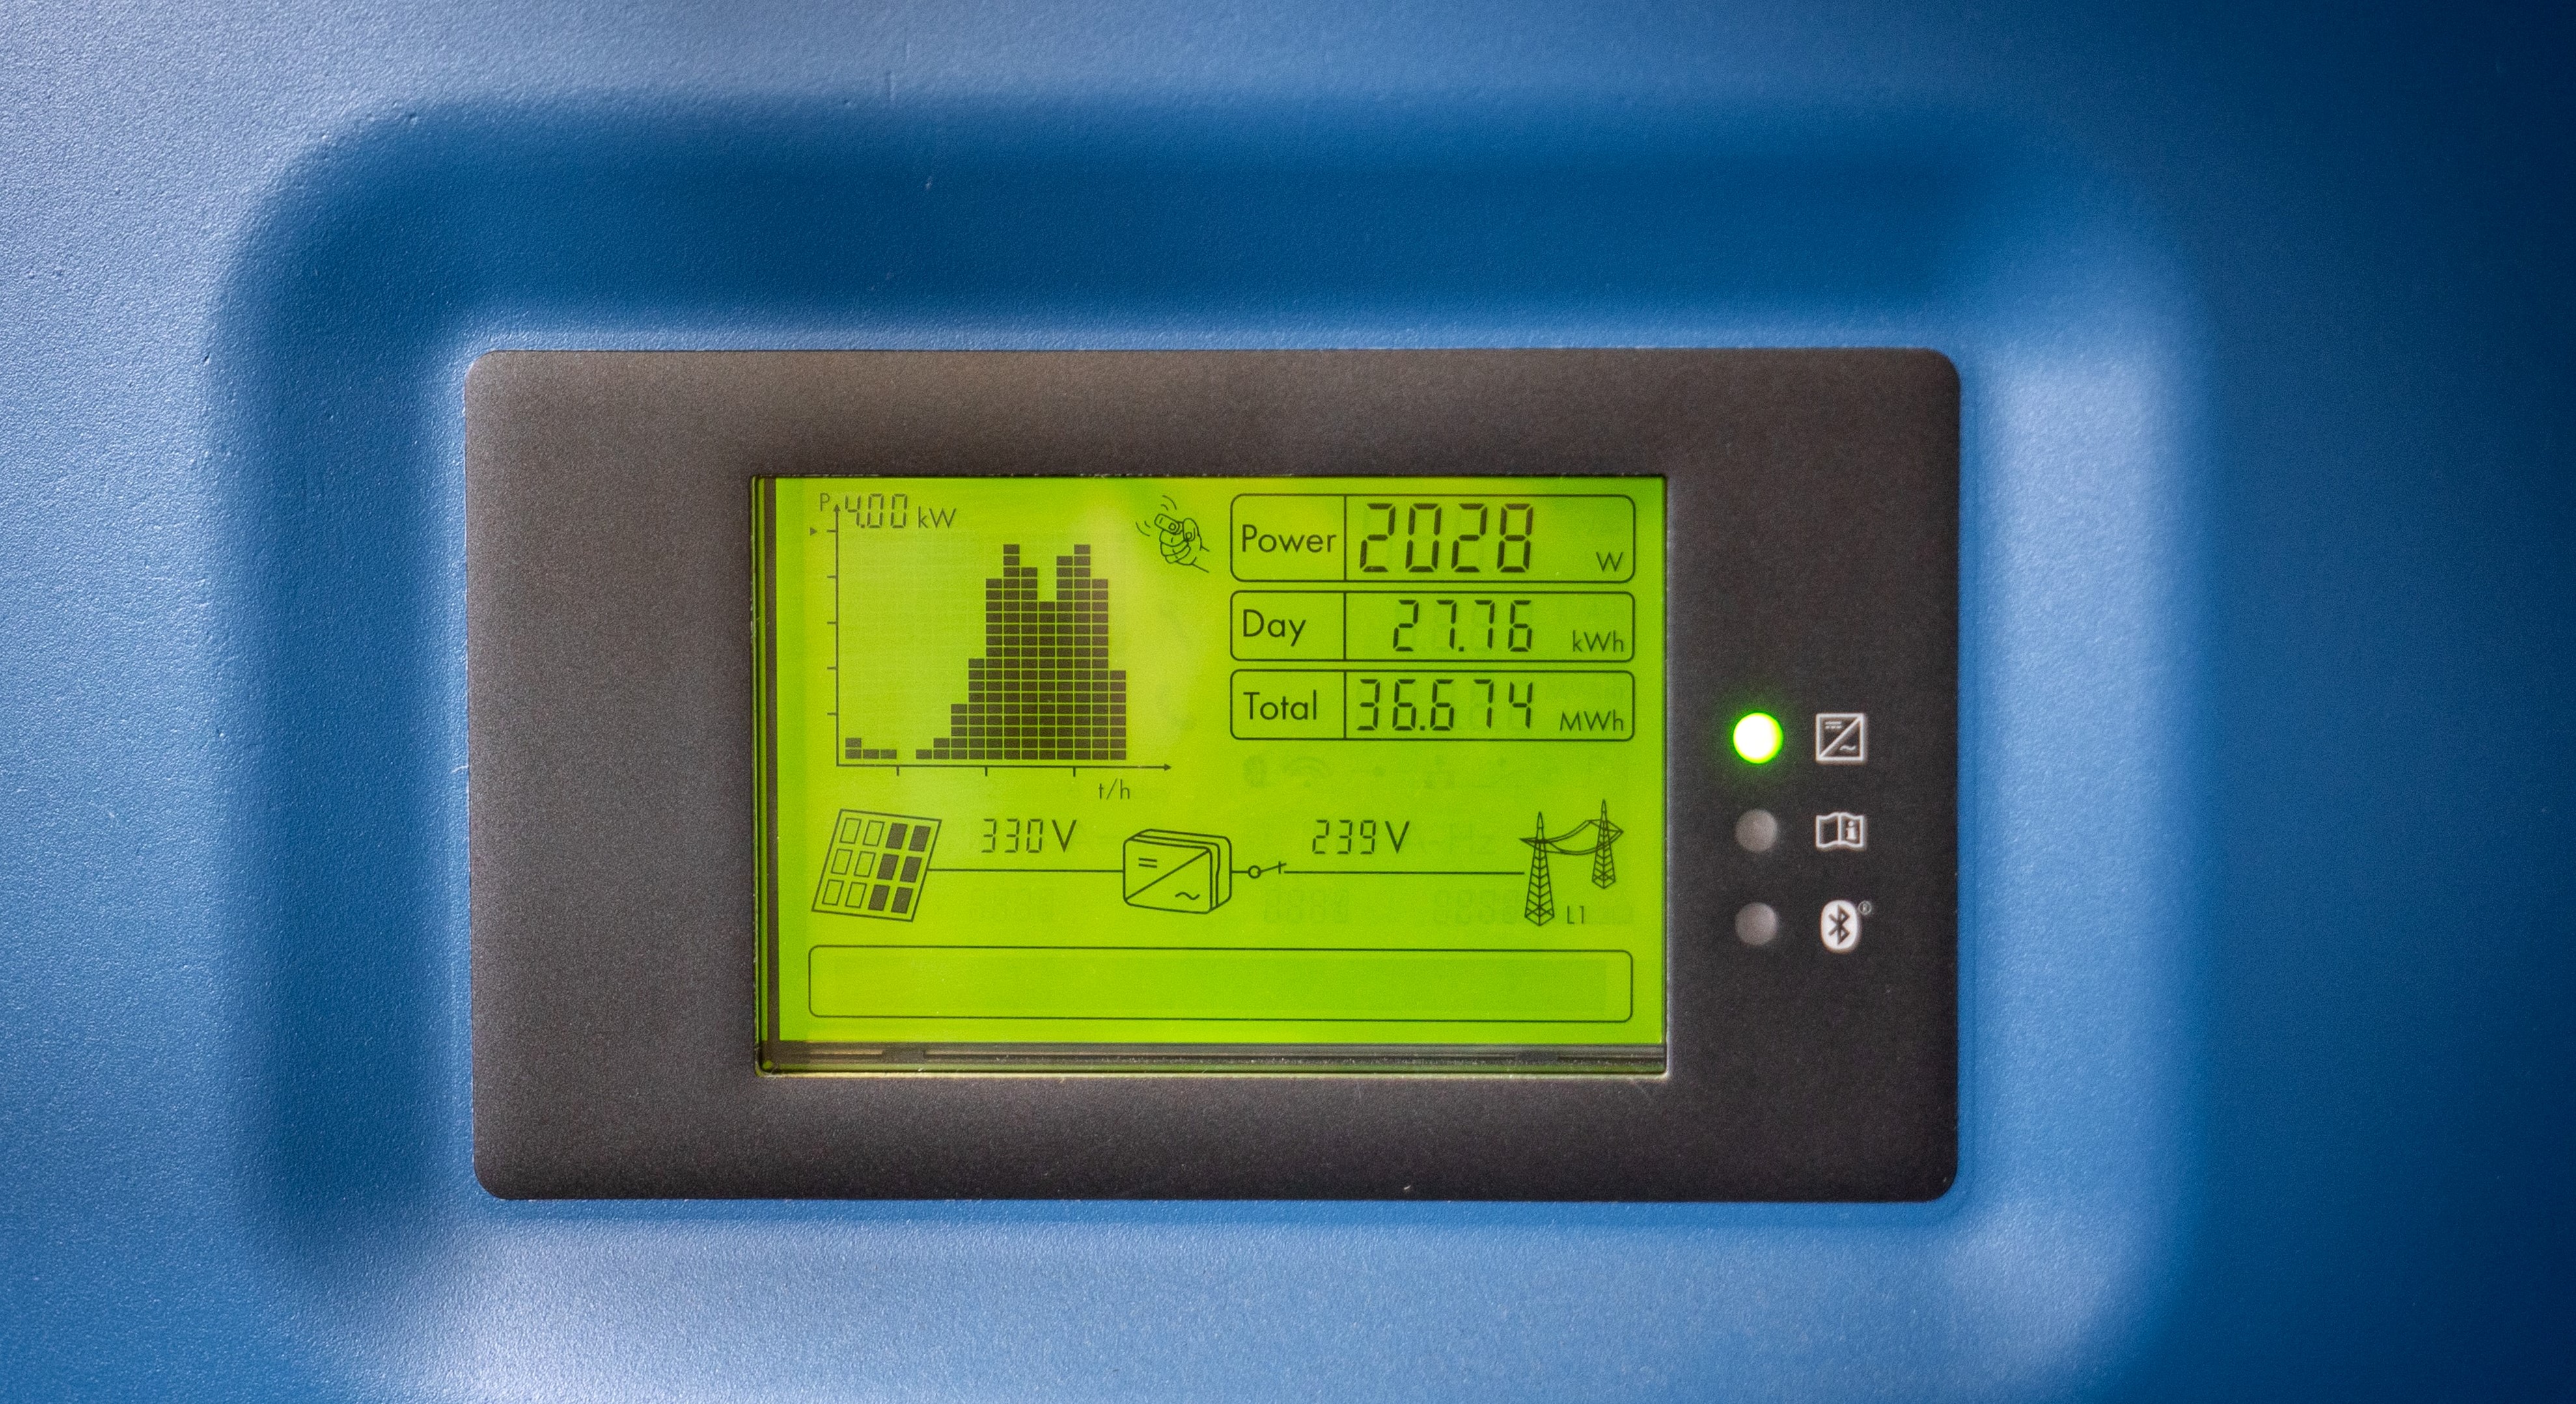 P 4.00 kW
Power 2028 W
Day 27.76 kWh
Total 36.674 MWh
t/h
330V
239V
L1